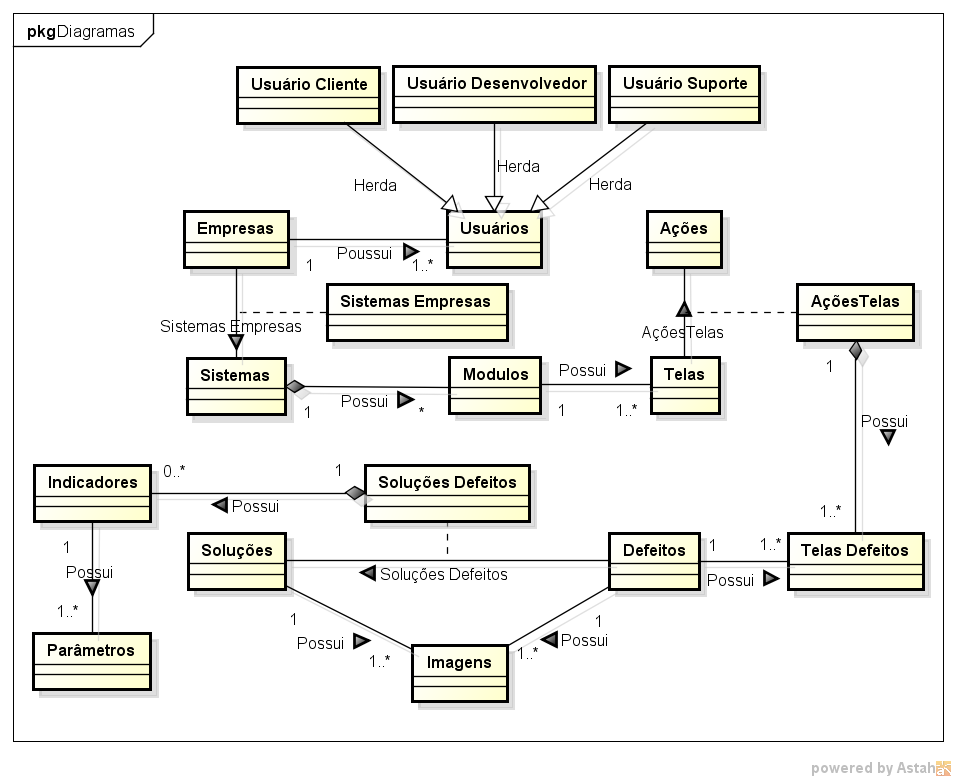 pkgDiagramas
Usuário Cliente
Usuário Desenvolvedor
Usuário Suporte
Herda
Herda
Herda
Empresas
Usuários
Ações
1
Poussui
1..*
Sistemas Empresas
AçõesTelas
Sistemas Empresas
AçõesTelas
Sistemas
Modulos
Telas
Possui
1
Possui
*
1
1..*
1
Possui
1..*
Indicadores
0..*
1
Soluções Defeitos
Possui
Soluções
Defeitos
Telas Defeitos
1
1..*
Possui
Soluções Defeitos
1
Possui
1..*
Parâmetros
1
Possui
1..*
1
Possui
1..*
Imagens
powered by Astah